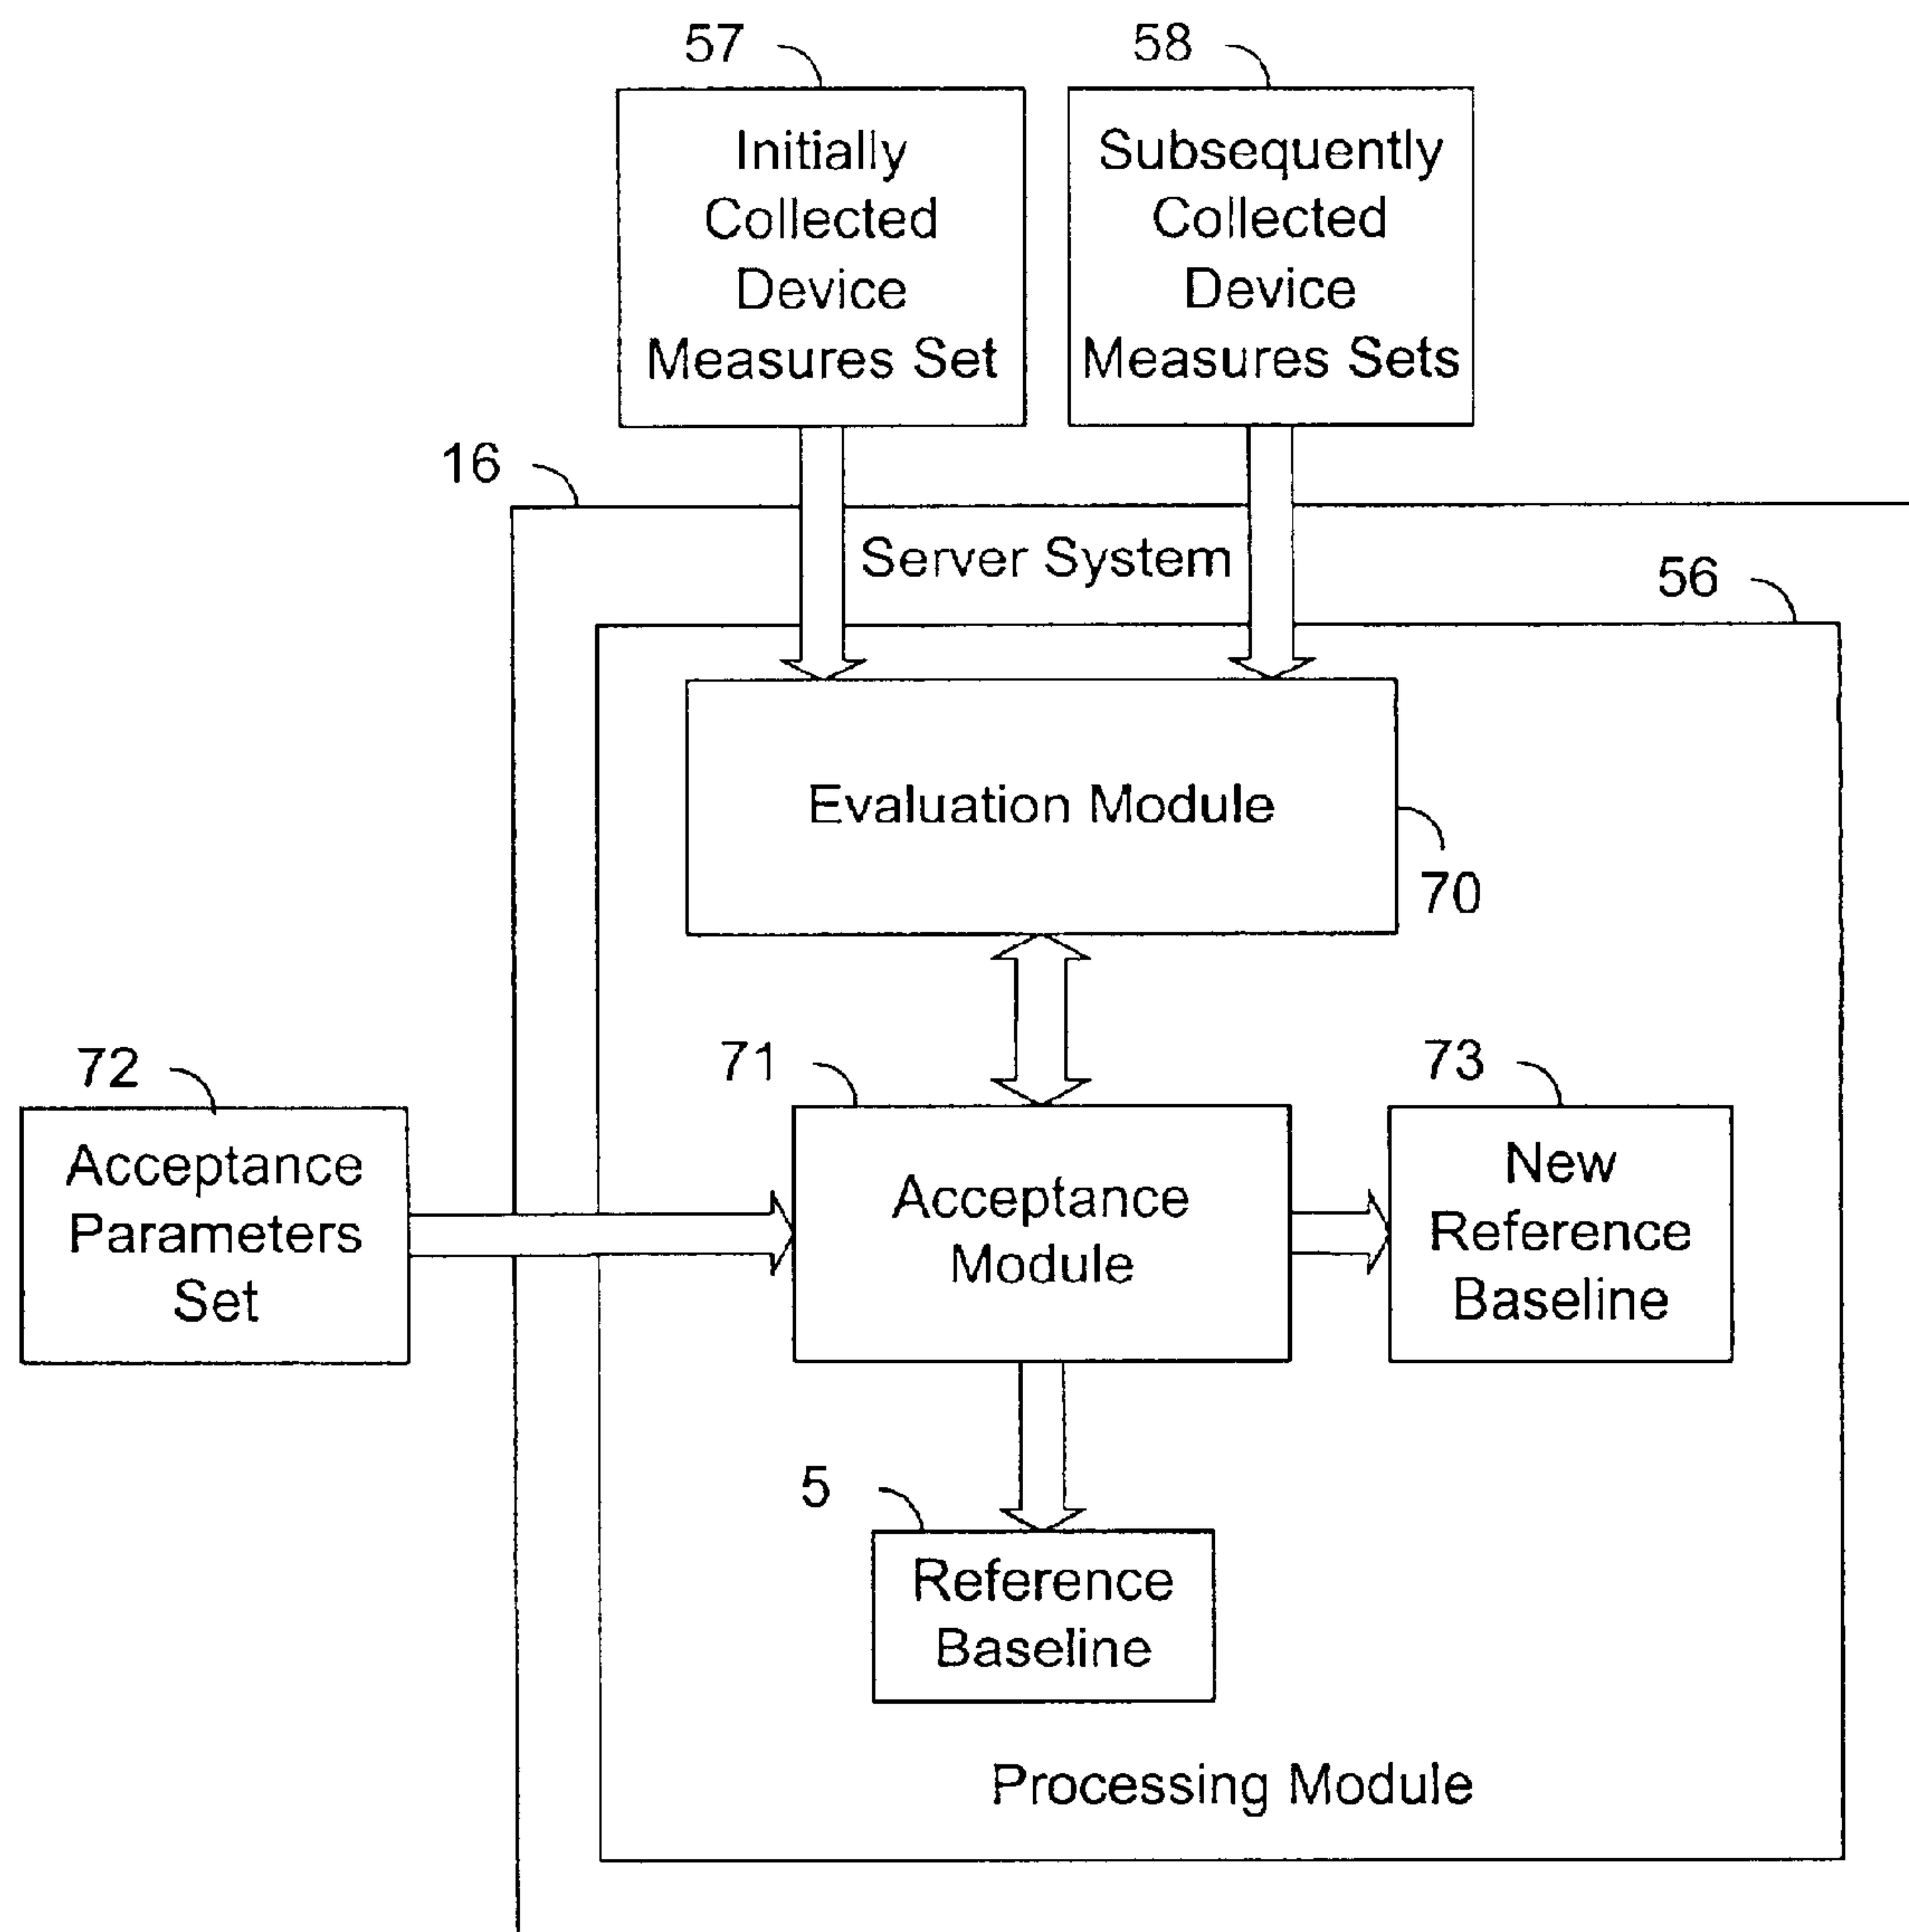 57
58
Initially
Collected
Device
Measures Set
Subsequently
Collected
Device
Measures Sets
16
Server System
56
Evaluation Module
70
72
71
73
Acceptance
Parameters
Set
Acceptance
Module
New
Reference
Baseline
5
Reference
Baseline
Processing Module